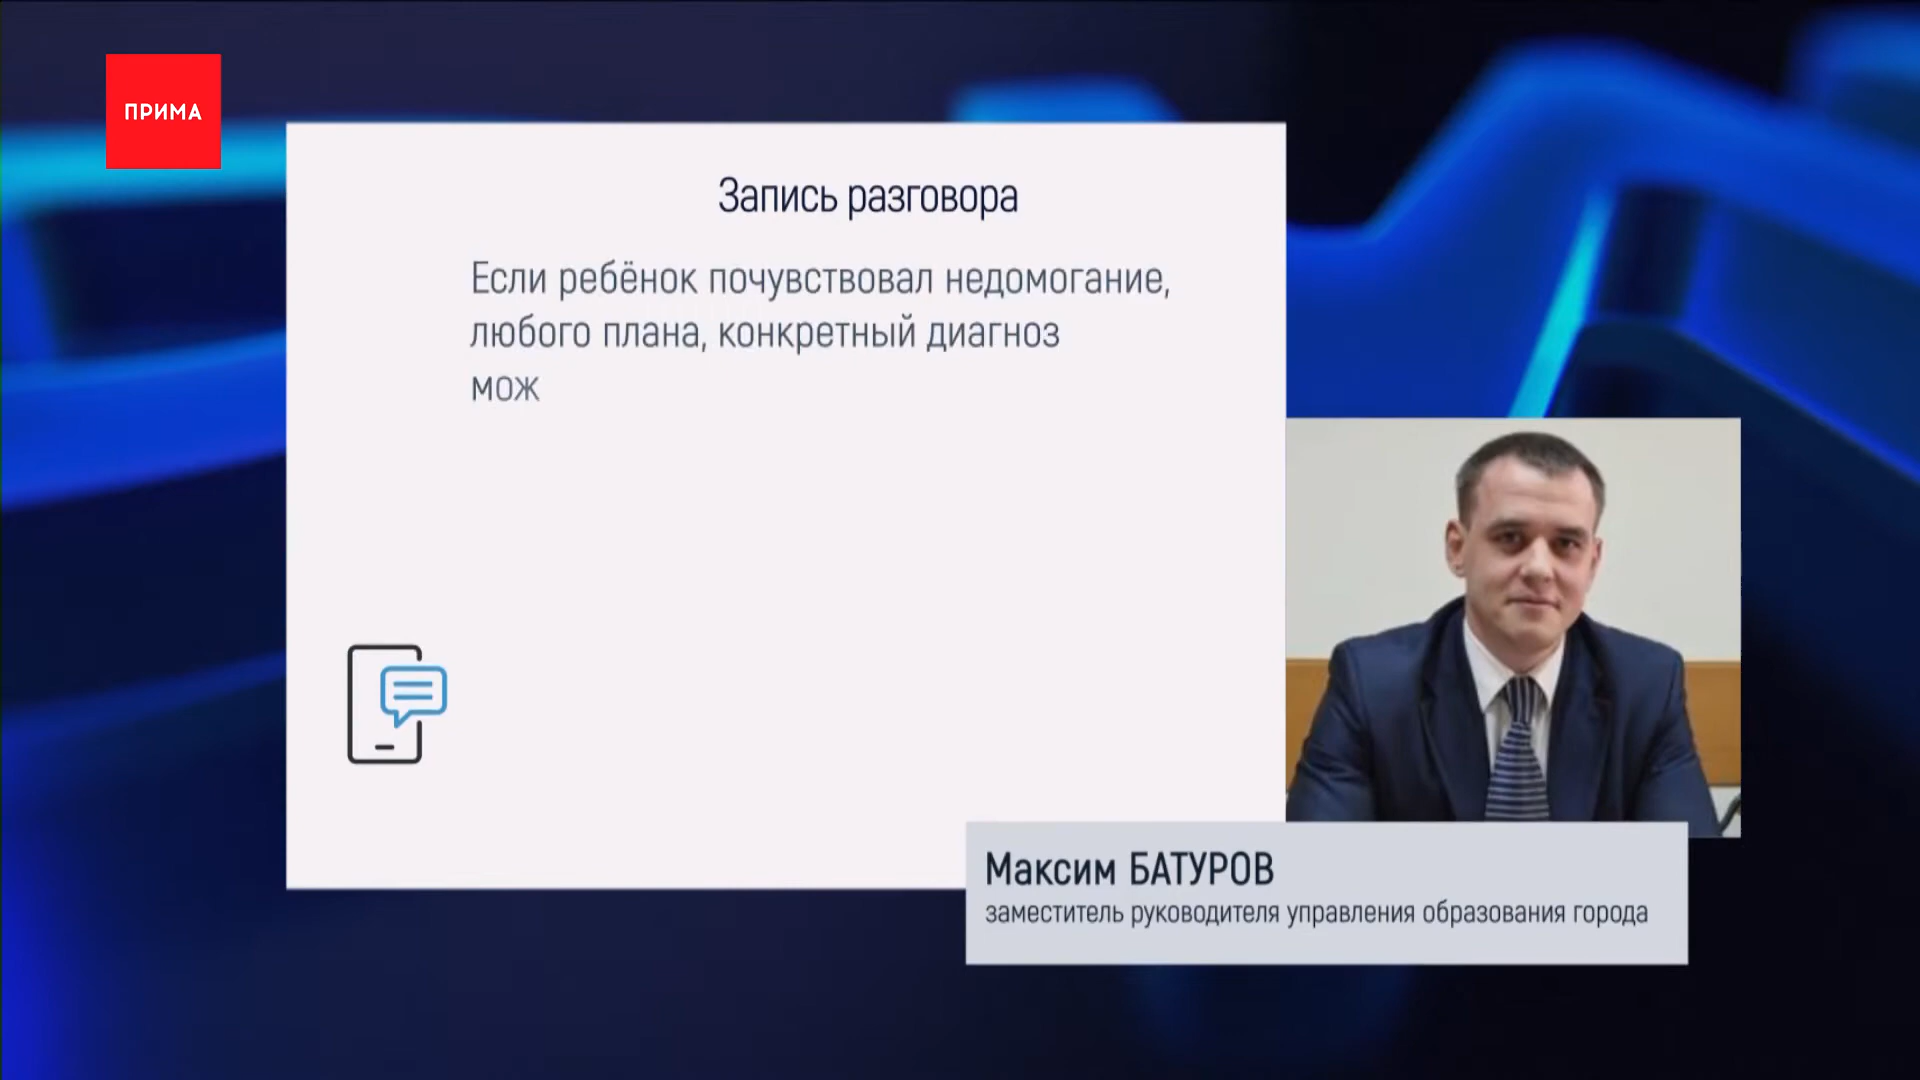 ПРИМА
Запись разговора
Если ребёнок почувствовал недомогание,
любого плана, конкретный диагноз
мож
Максим БАТУРОВ
заместитель руководителя управления образования города